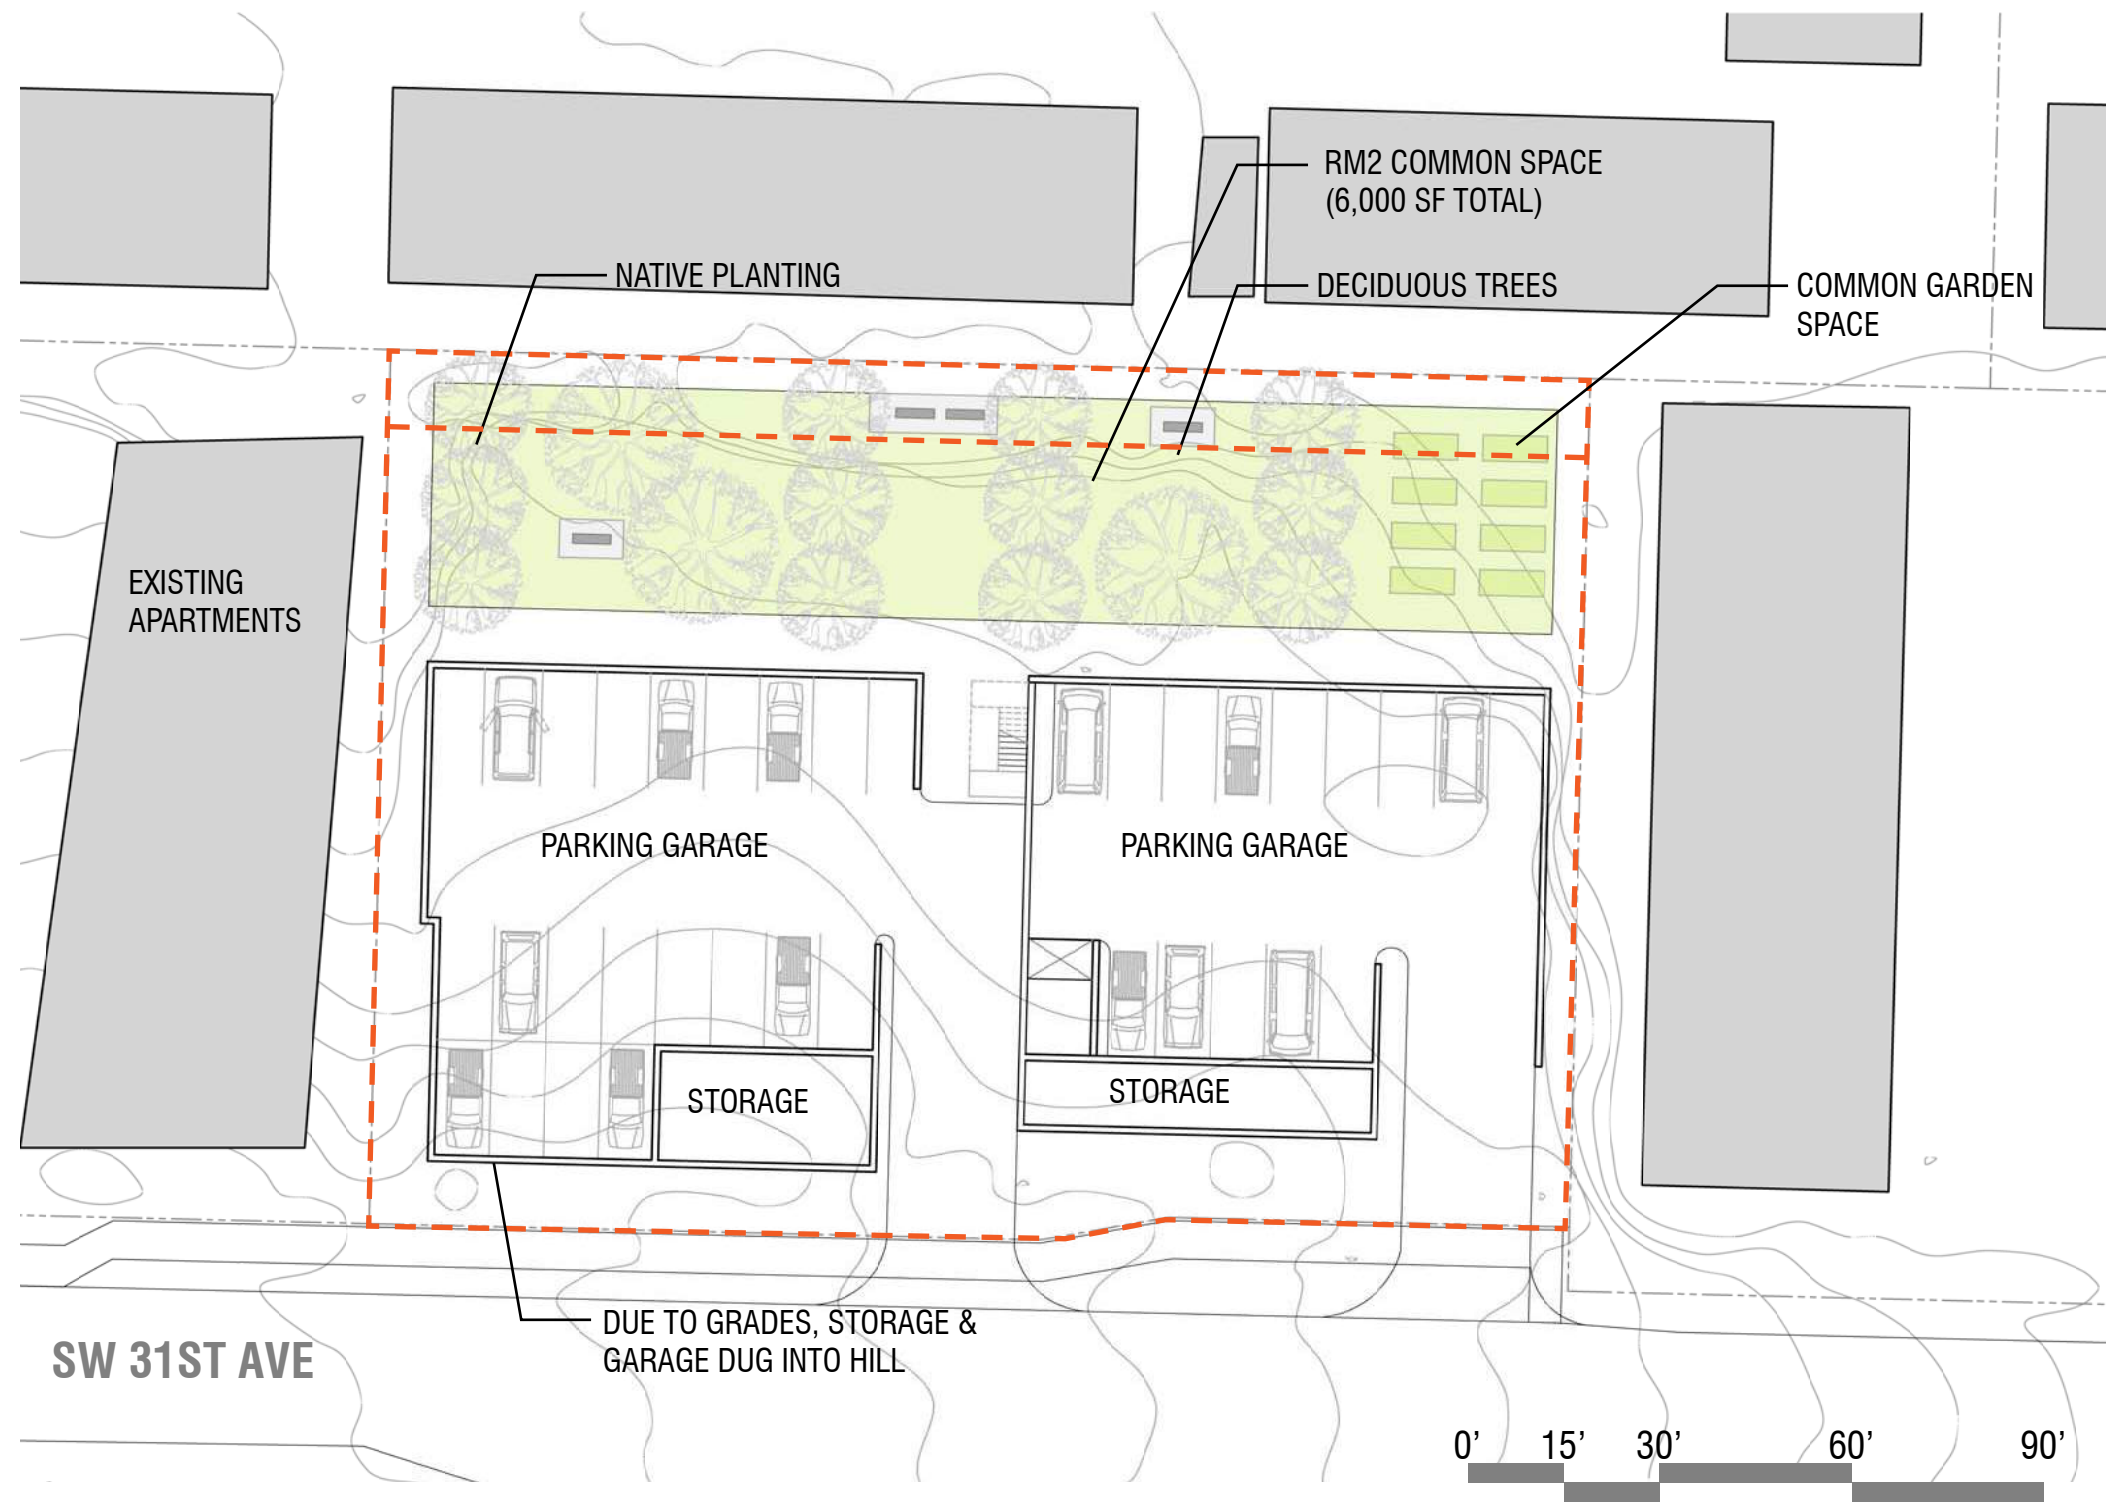 RM2 COMMON SPACE
(6,000 SF TOTAL)
NATIVE PLANTING
DECIDUOUS TREES
COMMON GARDEN
SPACE
EXISTING
APARTMENTS
PARKING GARAGE
PARKING GARAGE
STORAGE
STORAGE
DUE TO GRADES, STORAGE &
GARAGE DUG INTO HILL
SW 31ST AVE
0' 15' 30' 60' 90'